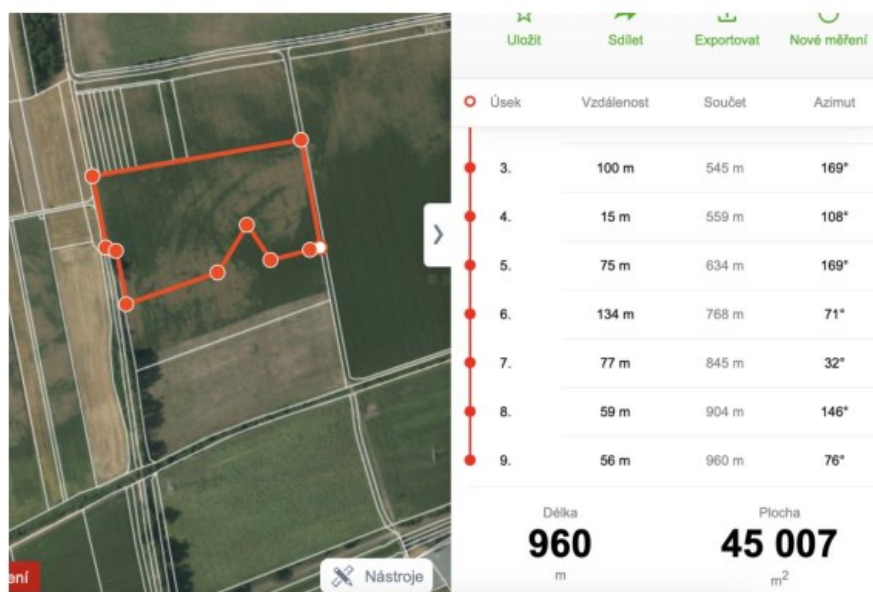 Uložit Sdílet Exportovat Nové měření
Úsek Vzdálenost Součet Azimut
3. 100 m 545 m 169°
4. 15 m 559 m 108°
5. 75 m 634 m 169°
6. 134 m 768 m 71°
7. 77 m 845 m 32°
8. 59 m 904 m 146°
9. 56 m 960 m 76°
Délka Plocha
960 45 007
m m²
ení
Nástroje